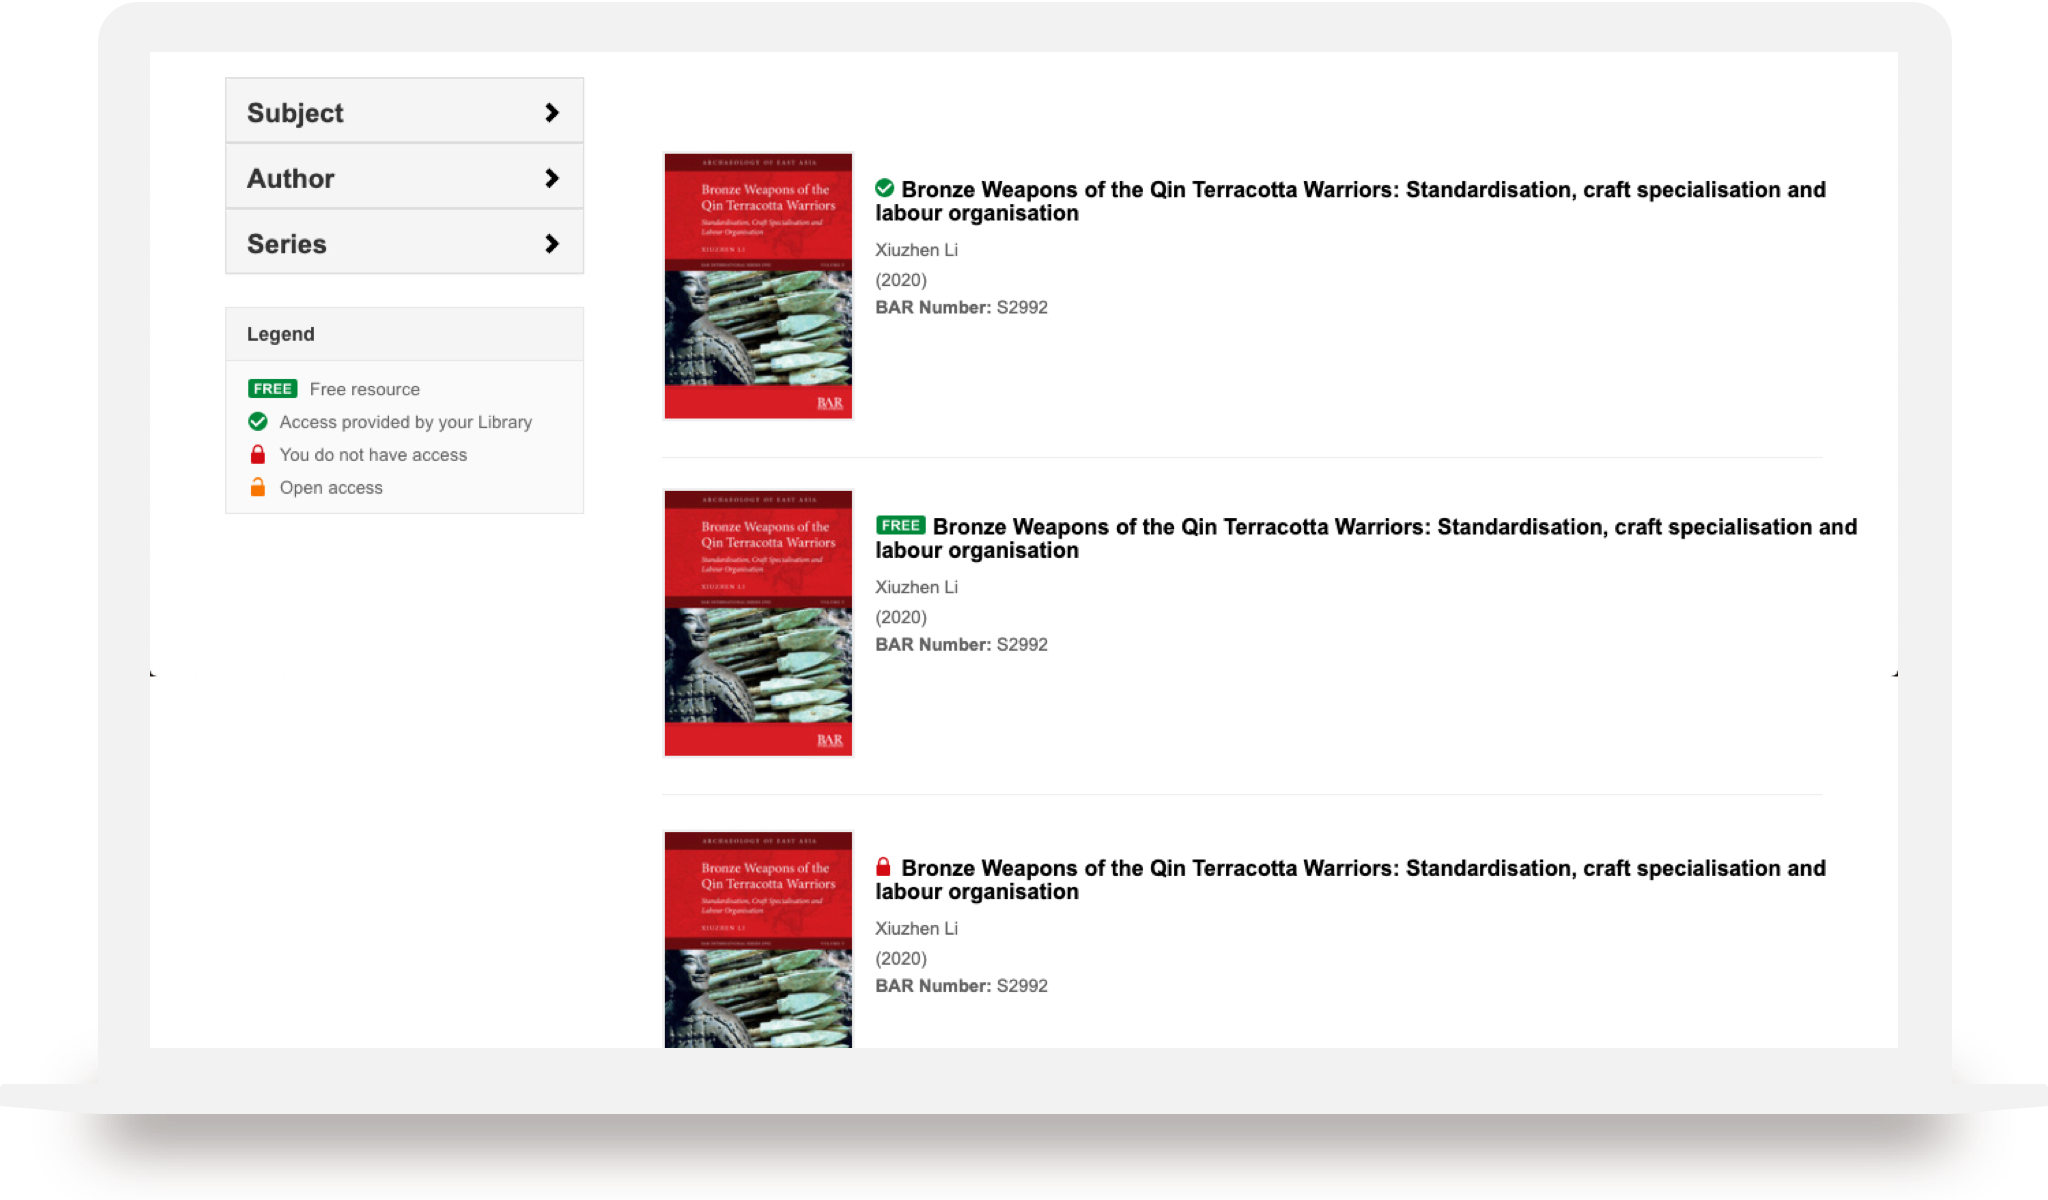 Subject
Author
Series
Legend
FREE Free resource
Access provided by your Library
You do not have access
Open access
ARCHAEOLOGY OF EAST ASIA
Bronze Weapons of the
Qin Terracotta Warriors
Standardisation, Craft Specialisation and
Labour Organisation
XIUZHEN LI
BAR
Bronze Weapons of the Qin Terracotta Warriors: Standardisation, craft specialisation and
labour organisation
Xiuzhen Li
(2020)
BAR Number: S2992
ARCHAEOLOGY OF EAST ASIA
Bronze Weapons of the
Qin Terracotta Warriors
Standardisation, Craft Specialisation and
Labour Organisation
XIUZHEN LI
BAR
FREE Bronze Weapons of the Qin Terracotta Warriors: Standardisation, craft specialisation and
labour organisation
Xiuzhen Li
(2020)
BAR Number: S2992
ARCHAEOLOGY OF EAST ASIA
Bronze Weapons of the
Qin Terracotta Warriors
Standardisation, Craft Specialisation and
Labour Organisation
XIUZHEN LI
Bronze Weapons of the Qin Terracotta Warriors: Standardisation, craft specialisation and
labour organisation
Xiuzhen Li
(2020)
BAR Number: S2992